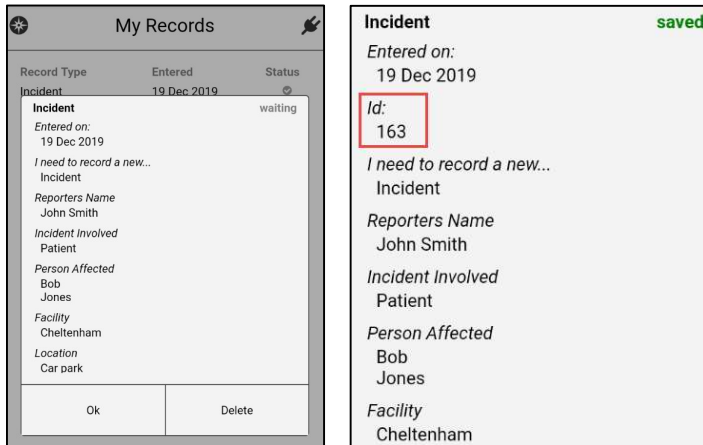 My Records
Record Type Entered Status
Incident 19 Dec 2019
Incident waiting
Entered on:
19 Dec 2019
I need to record a new...
Incident
Reporters Name
John Smith
Incident Involved
Patient
Person Affected
Bob
Jones
Facility
Cheltenham
Location
Car park
Ok Delete
Incident saved
Entered on:
19 Dec 2019
Id:
163
I need to record a new...
Incident
Reporters Name
John Smith
Incident Involved
Patient
Person Affected
Bob
Jones
Facility
Cheltenham